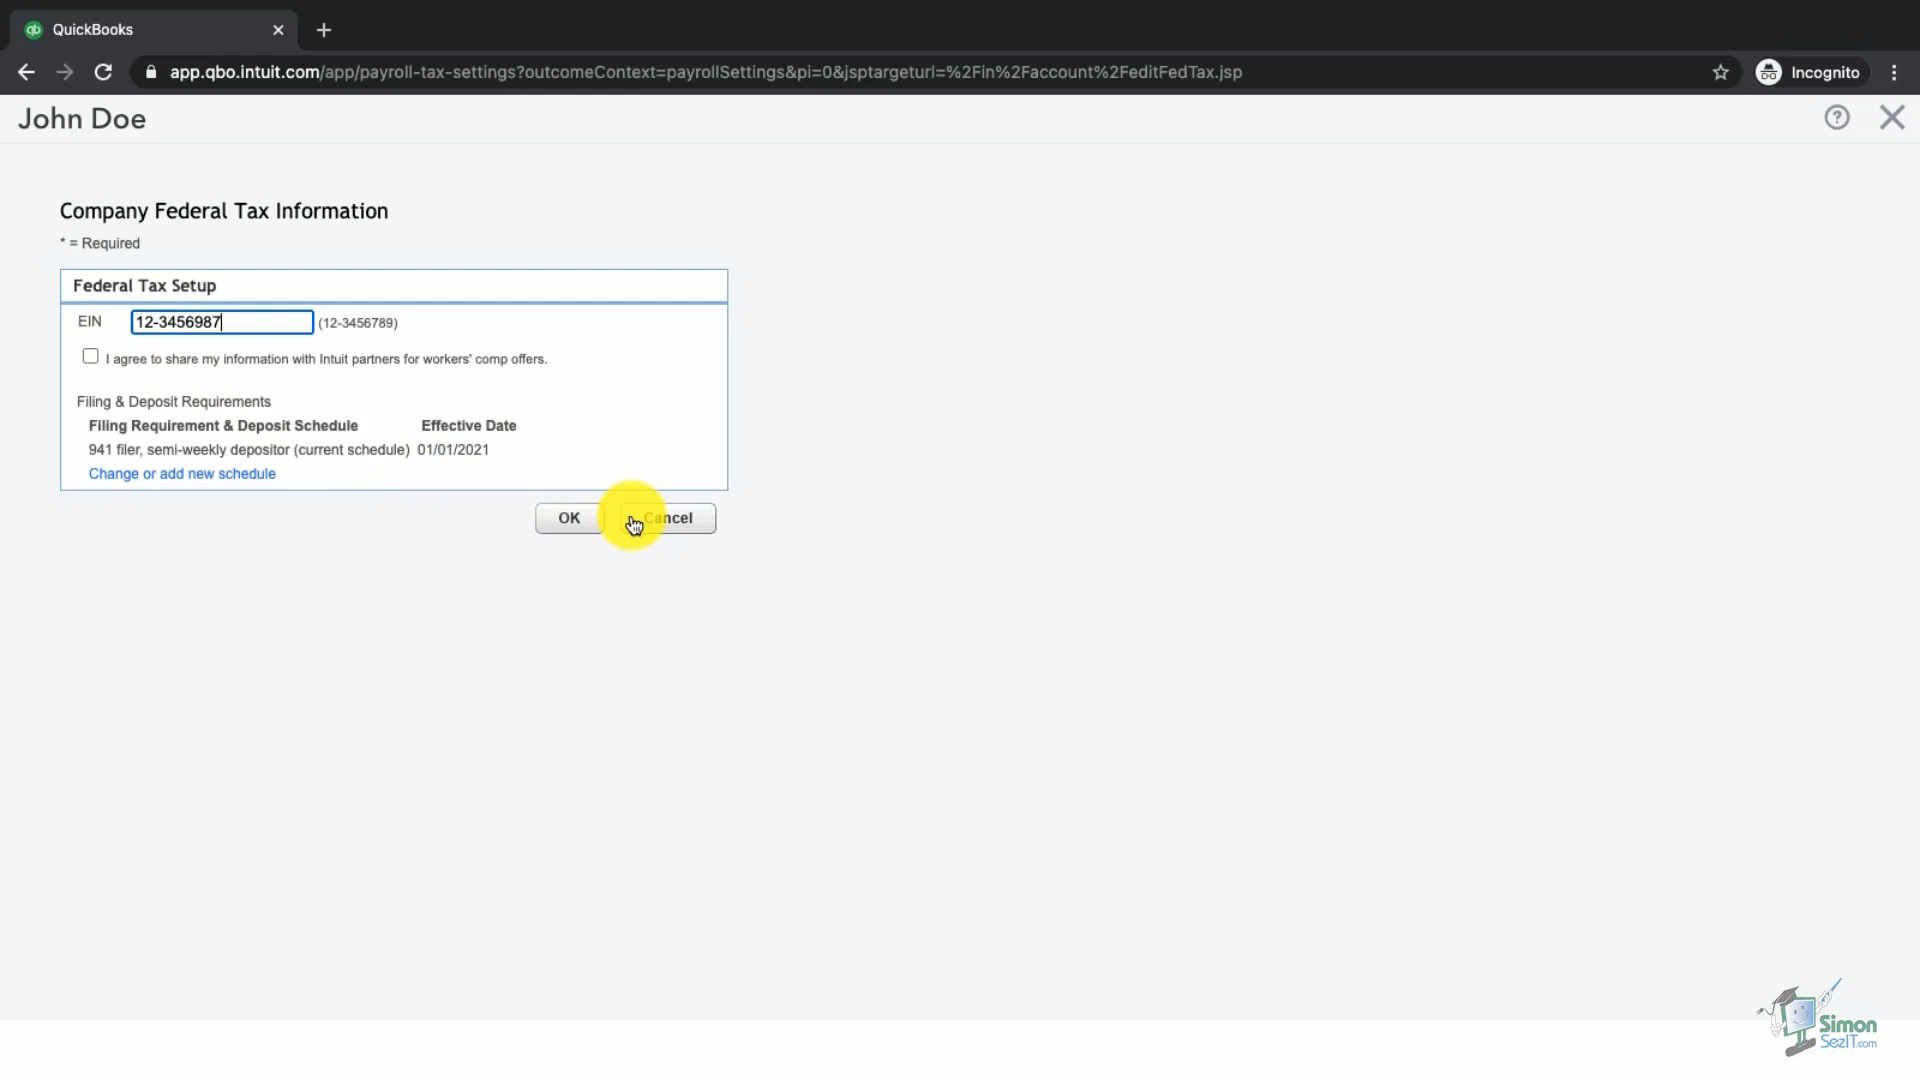 QuickBooks
app.qbo.intuit.com/app/payroll-tax-settings?outcomeContext=payrollSettings&pi=0&jsptargeturl=%2Fin%2Faccount%2FeditFedTax.jsp
Incognito
John Doe
Company Federal Tax Information
* = Required
Federal Tax Setup
EIN 12-3456987 (12-3456789)
I agree to share my information with Intuit partners for workers' comp offers.
Filing & Deposit Requirements
Filing Requirement & Deposit Schedule Effective Date
941 filer, semi-weekly depositor (current schedule) 01/01/2021
Change or add new schedule
OK Cancel
Simon
SezIT.com